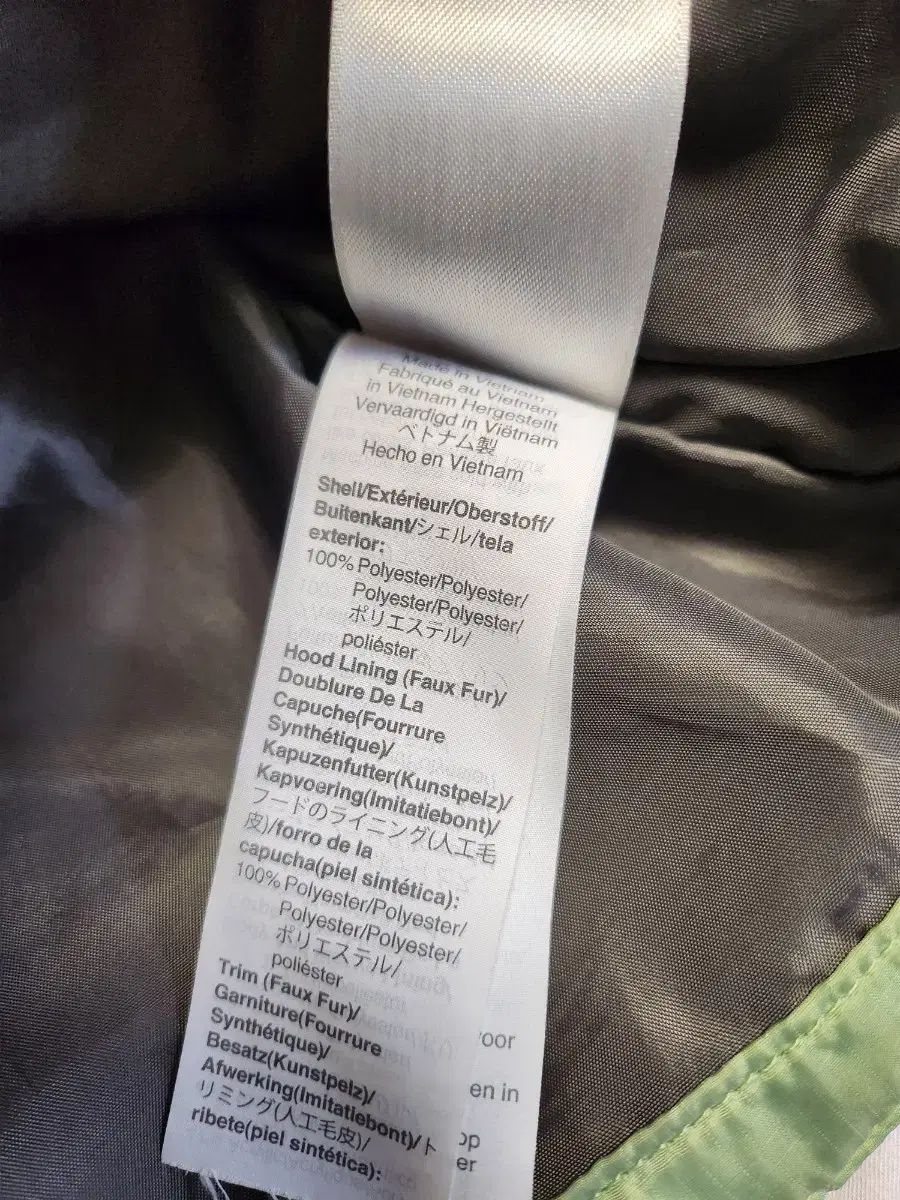 Made in Vietnam
Fabriqué au Vietnam
in Vietnam Hergestellt
Vervaardigd in Viëtnam
ベトナム製
Hecho en Vietnam
Shell/Extérieur/Oberstoff/
Buitenkant/シェル/tela
exterior:
100% Polyester/Polyester/
Polyester/Polyester/
ポリエステル/
poliéster
Hood Lining (Faux Fur)/
Doublure De La
Capuche(Fourrure
Synthétique)/
Kapuzenfutter(Kunstpelz)/
Kapvoering(Imitatiebont)/
フードのライニング(人工毛
皮)/forro de la
capucha(piel sintética):
100% Polyester/Polyester/
Polyester/Polyester/
ポリエステル/
poliéster
Trim (Faux Fur)/
Garniture(Fourrure
Synthétique)/
Besatz(Kunstpelz)/
Afwerking(Imitatiebont)/ト
リミング(人工毛皮)/
ribete(piel sintética):
oor
en in
op
er